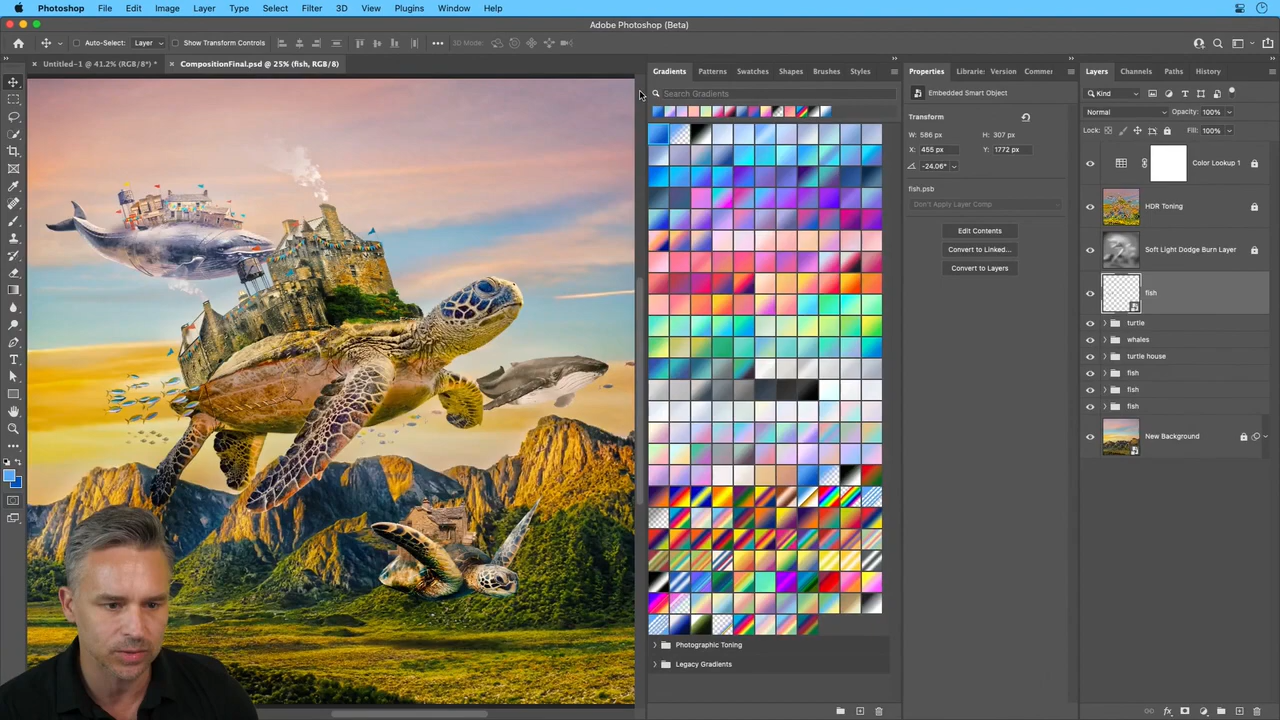 Photoshop File Edit Image Layer Type Select Filter 3D View Plugins Window Help
Adobe Photoshop (Beta)
Auto-Select: Layer Show Transform Controls 3D Mode:
Untitled-1 @ 41.2% (RGB/8*) * CompositionFinal.psd @ 25% (fish, RGB/8)
Gradients Patterns Swatches Shapes Brushes Styles
Search Gradients
Photographic Toning
Legacy Gradients
Properties Librarie: Version Commer
Embedded Smart Object
Transform
W: 586 px H: 307 px
X: 455 px Y: 1772 px
-24.06°
fish.psb
Don't Apply Layer Comp
Edit Contents
Convert to Linked...
Convert to Layers
Layers Channels Paths History
Kind
Normal Opacity: 100%
Lock: Fill: 100%
Color Lookup 1
HDR Toning
Soft Light Dodge Burn Layer
fish
turtle
whales
turtle house
fish
fish
fish
New Background